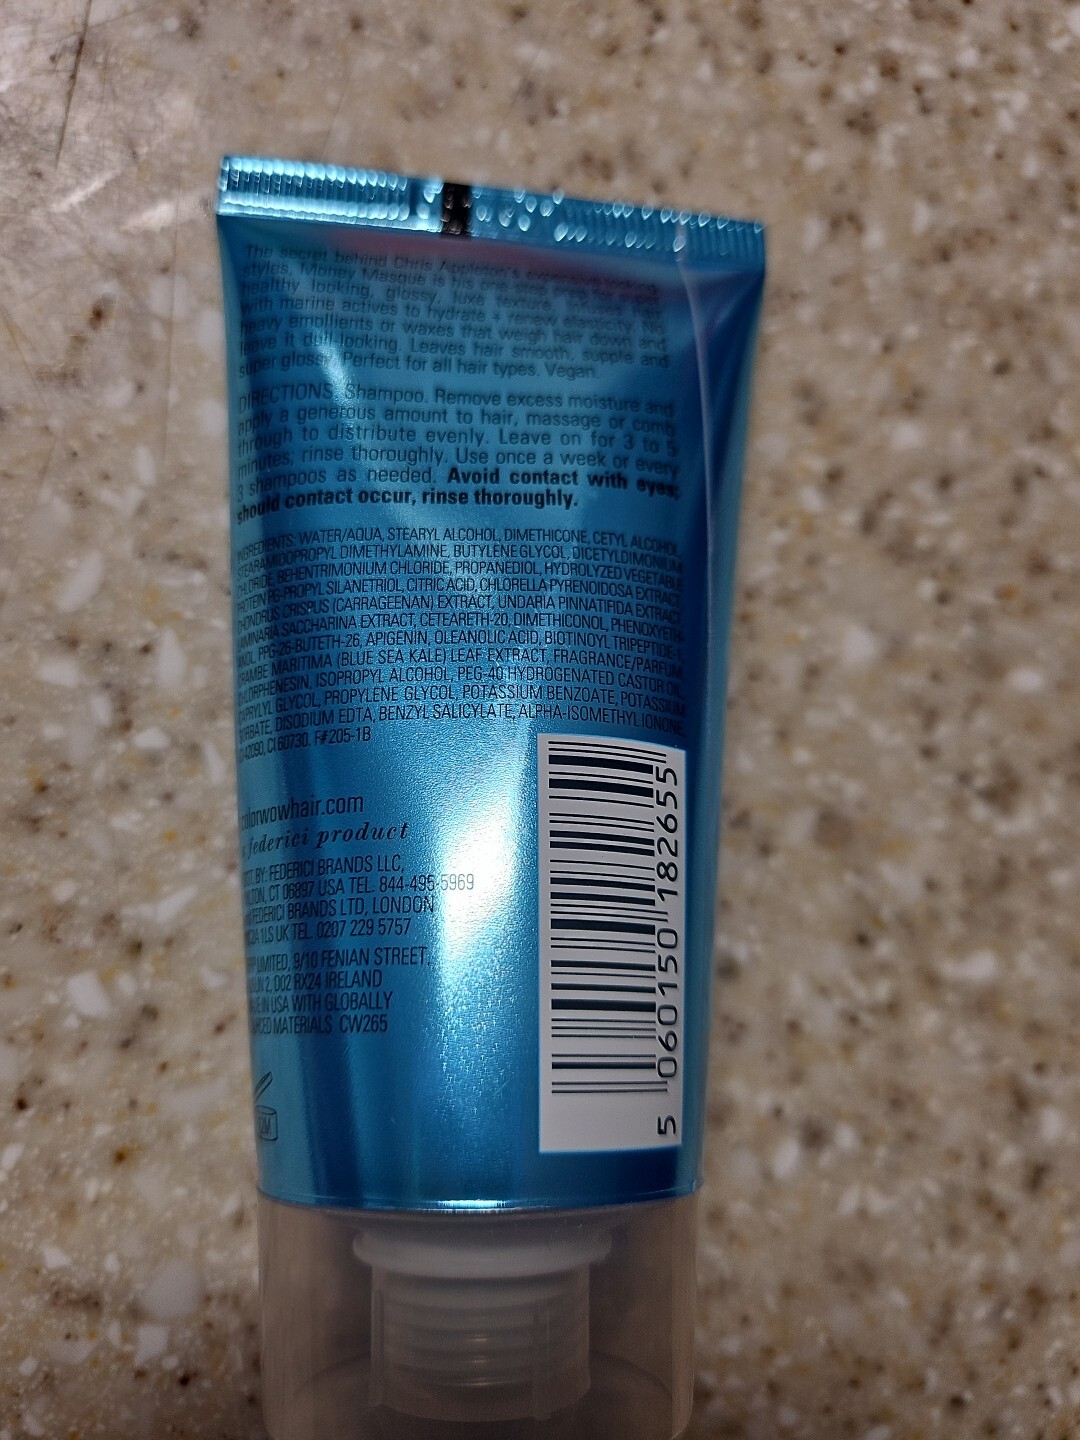 The secret behind Chris Appleton's expensive-looking
styles, Money Masque is his one-step
healthy looking, glossy, luxe texture. hair
with marine actives to hydrate + renew elasticity. No
heavy emollients or waxes that weigh hair down and
leave it dull-looking. Leaves hair smooth, supple and
super glossy. Perfect for all hair types. Vegan.
DIRECTIONS: Shampoo. Remove excess moisture and
apply a generous amount to hair, massage or comb
through to distribute evenly. Leave on for 3 to 5
minutes; rinse thoroughly. Use once a week or every
3 shampoos as needed. Avoid contact with eyes;
should contact occur, rinse thoroughly.
INGREDIENTS: WATER/AQUA, STEARYL ALCOHOL, DIMETHICONE, CETYL ALCOHOL,
STEARAMIDOPROPYL DIMETHYLAMINE, BUTYLENE GLYCOL, DICETYLDIMONIUM
CHLORIDE, BEHENTRIMONIUM CHLORIDE, PROPANEDIOL, HYDROLYZED VEGETABLE
PROTEIN PG-PROPYL SILANETRIOL, CITRIC ACID, CHLORELLA PYRENOIDOSA EXTRACT,
CHONDRUS CRISPUS (CARRAGEENAN) EXTRACT, UNDARIA PINNATIFIDA EXTRACT,
LAMINARIA SACCHARINA EXTRACT, CETEARETH-20, DIMETHICONOL, PHENOXYETH-
ANOL, PPG-26-BUTETH-26, APIGENIN, OLEANOLIC ACID, BIOTINOYL TRIPEPTIDE-1,
CRAMBE MARITIMA (BLUE SEA KALE) LEAF EXTRACT, FRAGRANCE/PARFUM,
CHLORPHENESIN, ISOPROPYL ALCOHOL, PEG-40 HYDROGENATED CASTOR OIL,
CAPRYLYL GLYCOL, PROPYLENE GLYCOL, POTASSIUM BENZOATE, POTASSIUM
SORBATE, DISODIUM EDTA, BENZYL SALICYLATE, ALPHA-ISOMETHYL IONONE,
CI 42090, CI 60730. F#205-1B
colorwowhair.com
a federici product
DIST. BY: FEDERICI BRANDS LLC,
WILTON, CT 06897 USA TEL. 844-495-5969
FEDERICI BRANDS LTD, LONDON
1LS UK TEL. 0207 229 5757
LIMITED, 9/10 FENIAN STREET,
DUBLIN 2, D02 RX24 IRELAND
MADE IN USA WITH GLOBALLY
SOURCED MATERIALS CW265
5 060150 182655